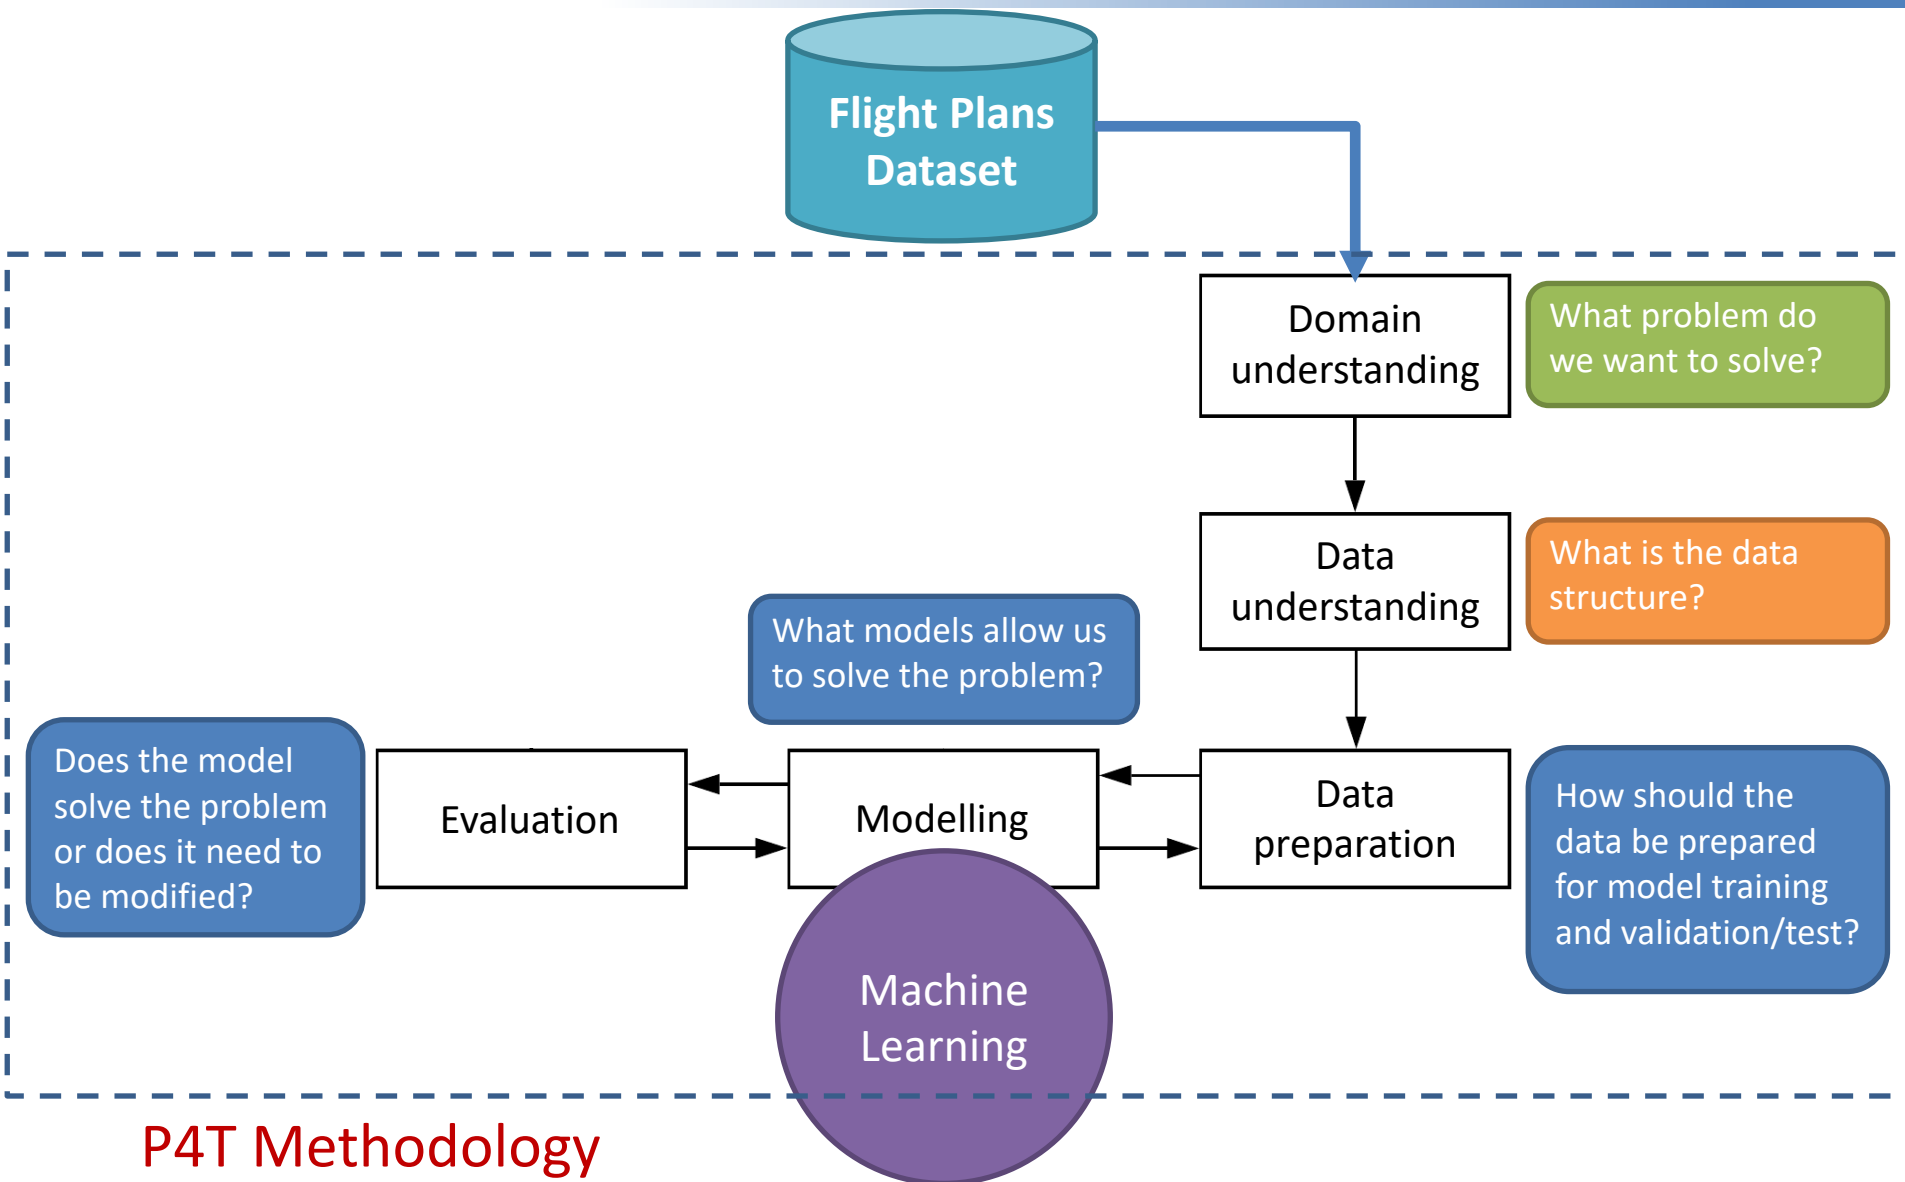 Flight Plans
Dataset
Domain
understanding
What problem do
we want to solve?
Data
understanding
What is the data
structure?
What models allow us
to solve the problem?
Does the model
solve the problem
or does it need to
be modified?
Evaluation
Modelling
Data
preparation
How should the
data be prepared
for model training
and validation/test?
Machine
Learning
P4T Methodology